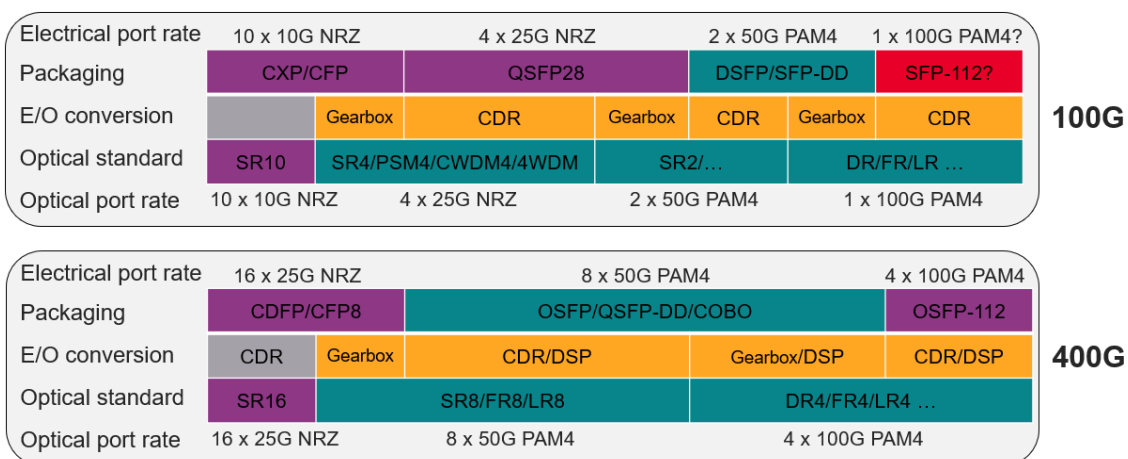 Electrical port rate 10 x 10G NRZ 4 x 25G NRZ 2 x 50G PAM4 1 x 100G PAM4?
Packaging CXP/CFP QSFP28 DSFP/SFP-DD SFP-112?
E/O conversion Gearbox CDR Gearbox CDR Gearbox CDR
100G
Optical standard SR10 SR4/PSM4/CWDM4/4WDM SR2/... DR/FR/LR ...
Optical port rate 10 x 10G NRZ 4 x 25G NRZ 2 x 50G PAM4 1 x 100G PAM4
Electrical port rate 16 x 25G NRZ 8 x 50G PAM4 4 x 100G PAM4
Packaging CDFP/CFP8 OSFP/QSFP-DD/COBO OSFP-112
E/O conversion CDR Gearbox CDR/DSP Gearbox/DSP CDR/DSP
400G
Optical standard SR16 SR8/FR8/LR8 DR4/FR4/LR4 ...
Optical port rate 16 x 25G NRZ 8 x 50G PAM4 4 x 100G PAM4